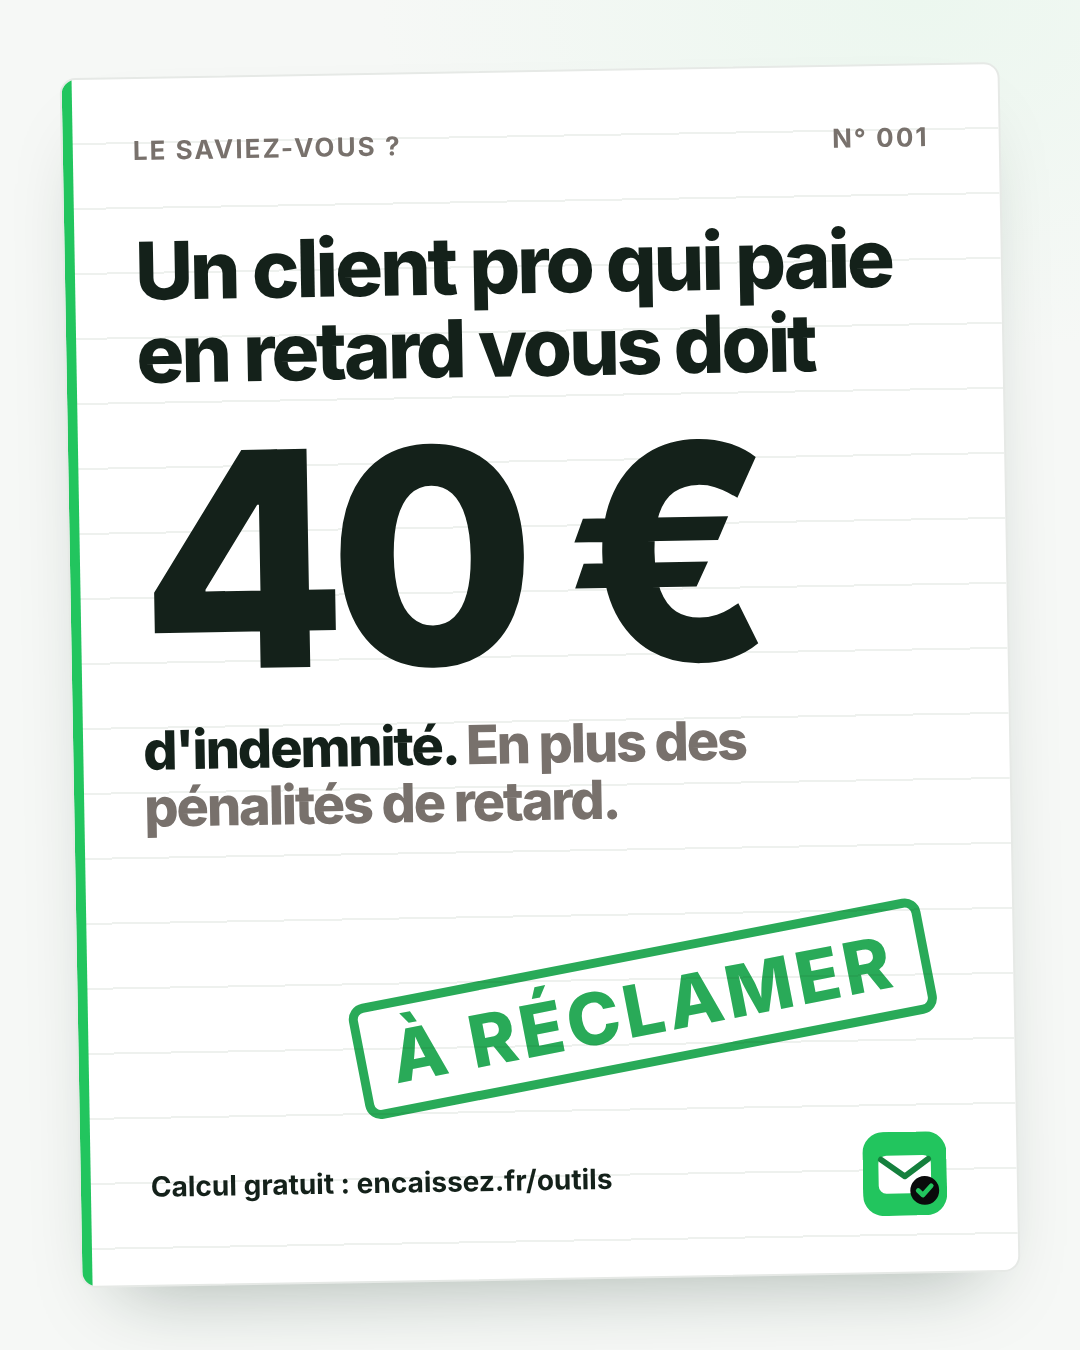 LE SAVIEZ-VOUS ?
N° 001
Un client pro qui paie
en retard vous doit
40 €
d'indemnité. En plus des
pénalités de retard.
À RÉCLAMER
Calcul gratuit : encaissez.fr/outils